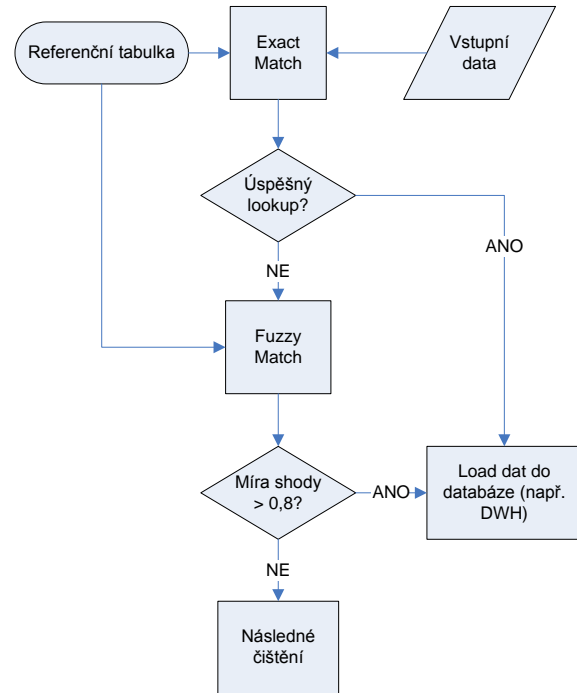 Referenční tabulka
Exact
Match
Vstupní
data
Úspěšný
lookup?
ANO
NE
Fuzzy
Match
Míra shody
> 0,8?
ANO
Load dat do
databáze (např.
DWH)
NE
Následné
čištění